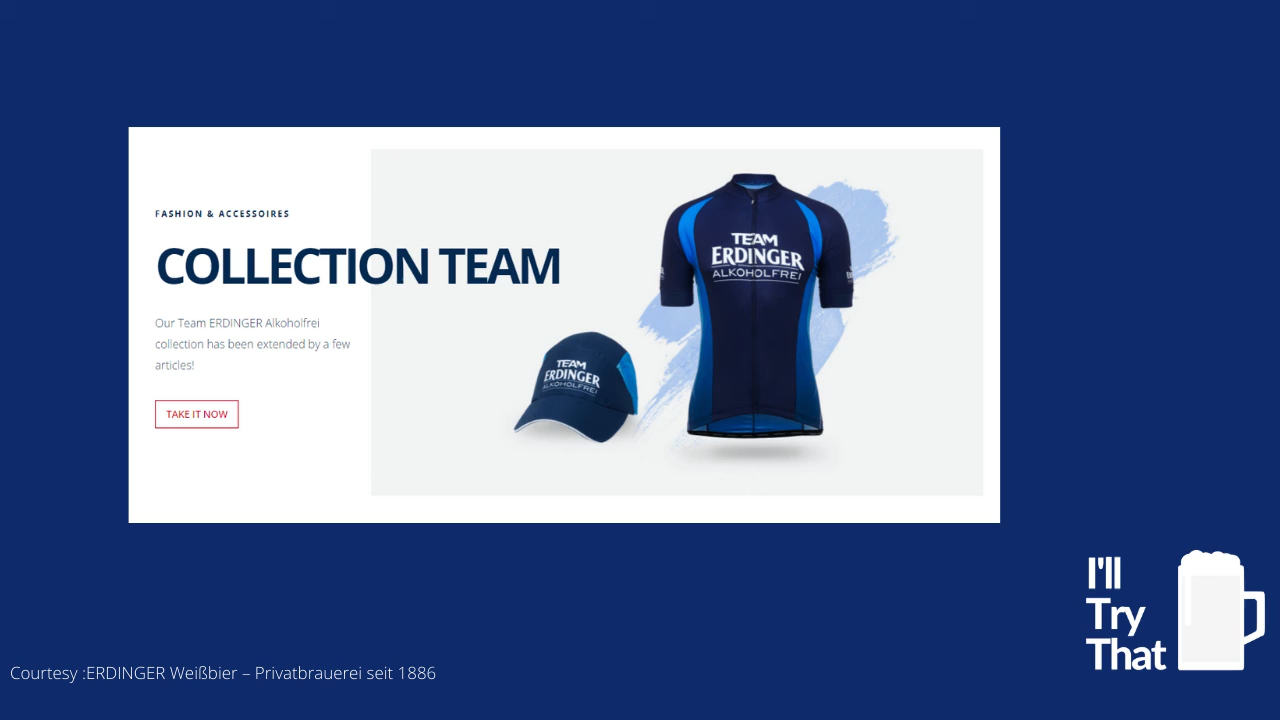 FASHION & ACCESSOIRES
COLLECTION TEAM
Our Team ERDINGER Alkoholfrei
collection has been extended by a few
articles!
TAKE IT NOW
TEAM
ERDINGER
ALKOHOLFREI
TEAM
ERDINGER
ALKOHOLFREI
I'll
Try
That
Courtesy :ERDINGER Weißbier – Privatbrauerei seit 1886